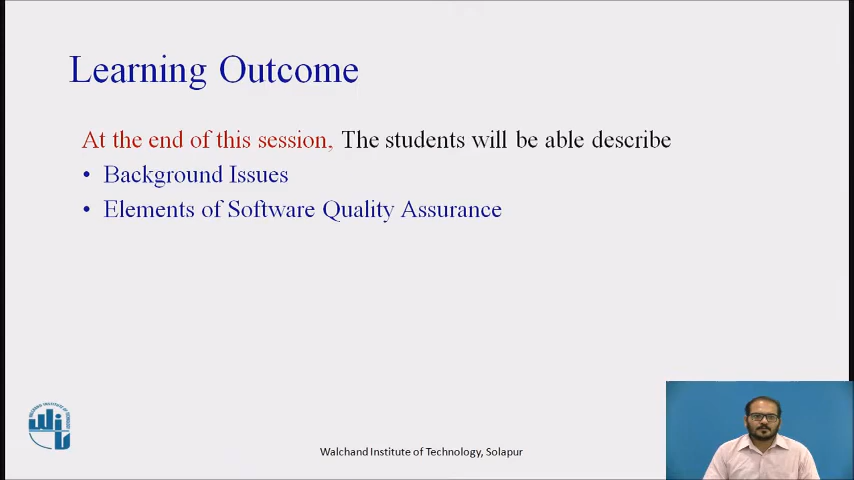 Learning Outcome
At the end of this session, The students will be able describe
• Background Issues
• Elements of Software Quality Assurance
Walchand Institute of Technology, Solapur